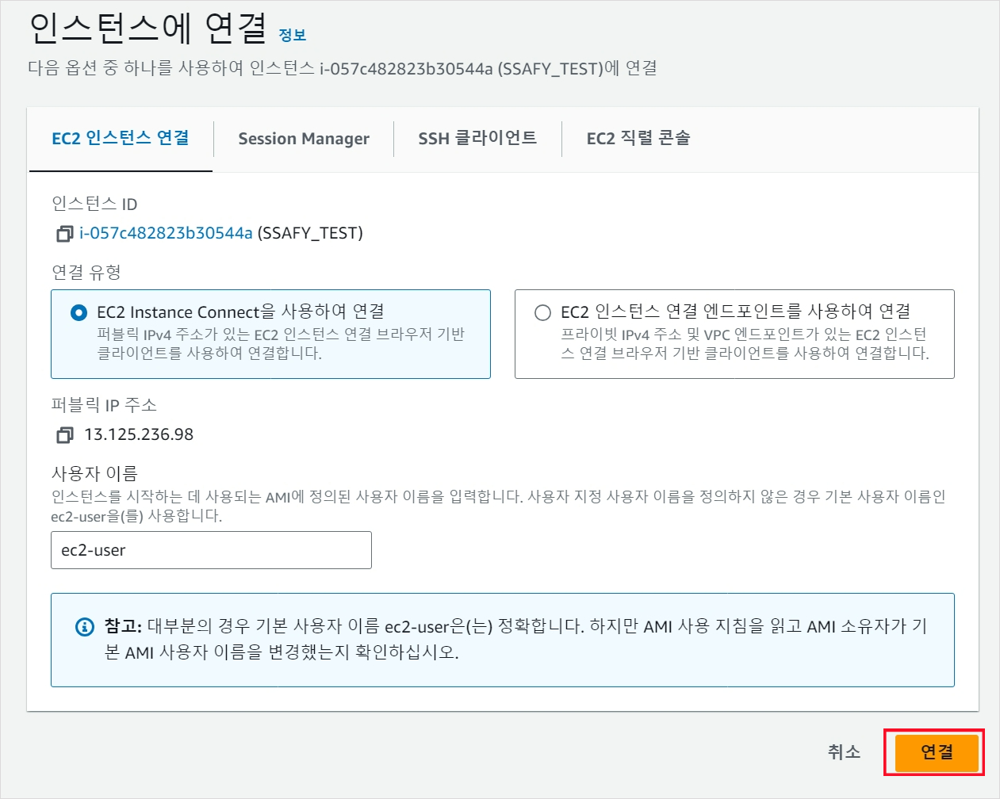 인스턴스에 연결 정보
다음 옵션 중 하나를 사용하여 인스턴스 i-057c482823b30544a (SSAFY_TEST)에 연결
EC2 인스턴스 연결
Session Manager
SSH 클라이언트
EC2 직렬 콘솔
인스턴스 ID
i-057c482823b30544a (SSAFY_TEST)
연결 유형
EC2 Instance Connect을 사용하여 연결
퍼블릭 IPv4 주소가 있는 EC2 인스턴스 연결 브라우저 기반
클라이언트를 사용하여 연결합니다.
EC2 인스턴스 연결 엔드포인트를 사용하여 연결
프라이빗 IPv4 주소 및 VPC 엔드포인트가 있는 EC2 인스턴
스 연결 브라우저 기반 클라이언트를 사용하여 연결합니다.
퍼블릭 IP 주소
13.125.236.98
사용자 이름
인스턴스를 시작하는 데 사용되는 AMI에 정의된 사용자 이름을 입력합니다. 사용자 지정 사용자 이름을 정의하지 않은 경우 기본 사용자 이름인
ec2-user을(를) 사용합니다.
ec2-user
참고: 대부분의 경우 기본 사용자 이름 ec2-user은(는) 정확합니다. 하지만 AMI 사용 지침을 읽고 AMI 소유자가 기
본 AMI 사용자 이름을 변경했는지 확인하십시오.
취소
연결